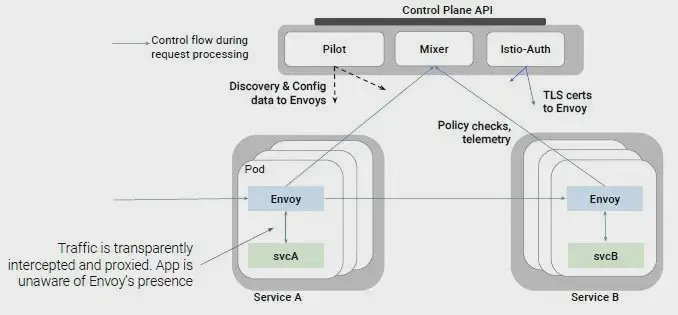 Control Plane API
Control flow during
request processing
Pilot
Mixer
Istio-Auth
Discovery & Config
data to Envoys
TLS certs
to Envoy
Policy checks,
telemetry
Pod
Envoy
Envoy
Traffic is transparently
intercepted and proxied. App is
unaware of Envoy's presence
svcA
svcB
Service A
Service B